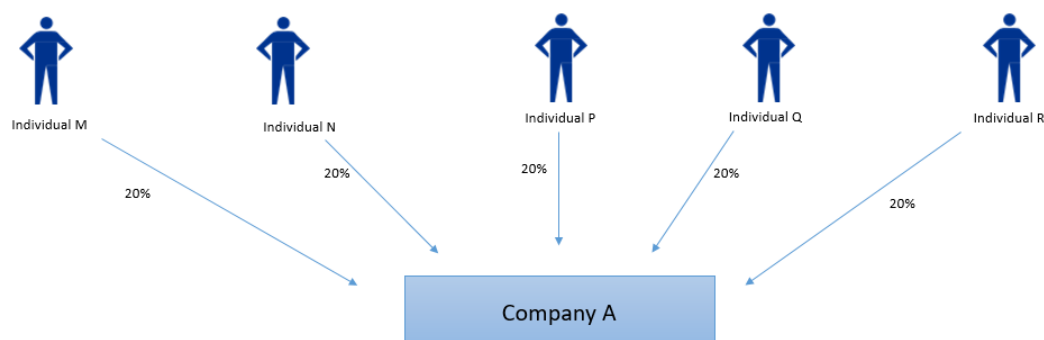 Individual M
Individual N
Individual P
Individual Q
Individual R
20%
20%
20%
20%
20%
Company A